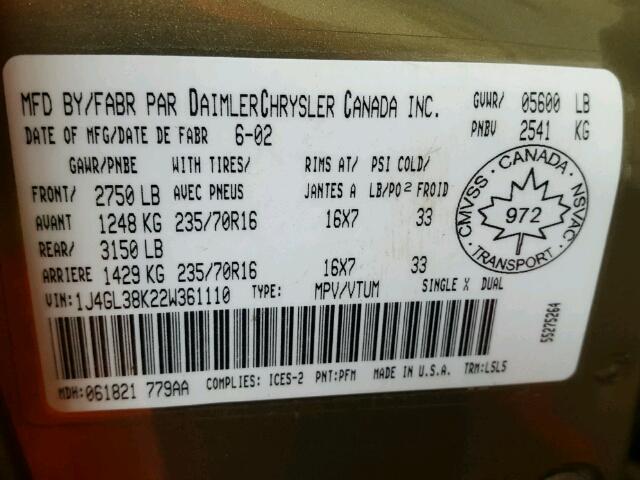 MFD BY/FABR PAR DAIMLERCHRYSLER CANADA INC.
GVWR/ 05600 LB
DATE OF MFG/DATE DE FABR 6-02
PNBV 2541 KG
GAWR/PNBE WITH TIRES/ RIMS AT/ PSI COLD/
FRONT/ 2750 LB AVEC PNEUS JANTES A LB/PO2 FROID
AVANT 1248 KG 235/70R16 16X7 33
REAR/ 3150 LB
ARRIERE 1429 KG 235/70R16 16X7 33
CMVSS · CANADA · NSVAC
972
TRANSPORT
VIN: 1J4GL38K22W361110 TYPE: MPV/VTUM SINGLE X DUAL
55275264
MDH: 061821 779AA COMPLIES: ICES-2 PNT: PFM MADE IN U.S.A. TRM: LSL5